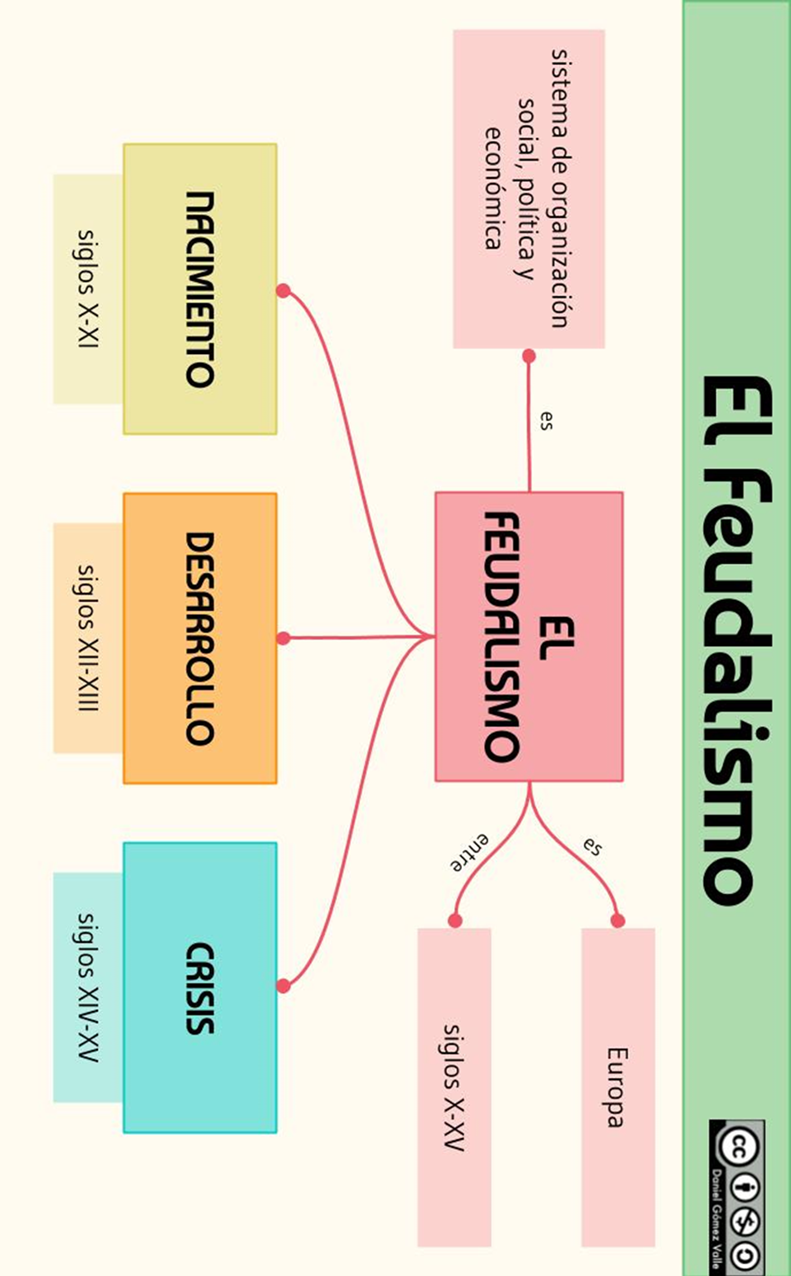 El Feudalismo
Daniel Gómez Valle
sistema de organización
social, política y
económica
es
EL
FEUDALISMO
es
Europa
entre
siglos X-XV
NACIMIENTO
siglos X-XI
DESARROLLO
siglos XII-XIII
CRISIS
siglos XIV-XV